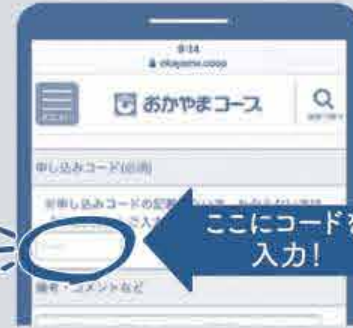 9:14
okayama.coop
おかやまコープ
申し込みコード(必須)
ここにコードを
入力!
備考・コメントなど